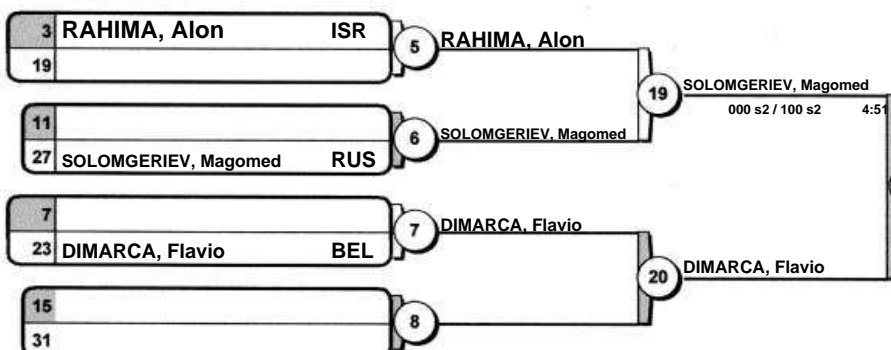 3 RAHIMA, Alon ISR
19
5 RAHIMA, Alon
11
27 SOLOMGERIEV, Magomed RUS
6 SOLOMGERIEV, Magomed
19 SOLOMGERIEV, Magomed
000 s2 / 100 s2 4:51
7
23 DIMARCA, Flavio BEL
7 DIMARCA, Flavio
15
31
8
20 DIMARCA, Flavio